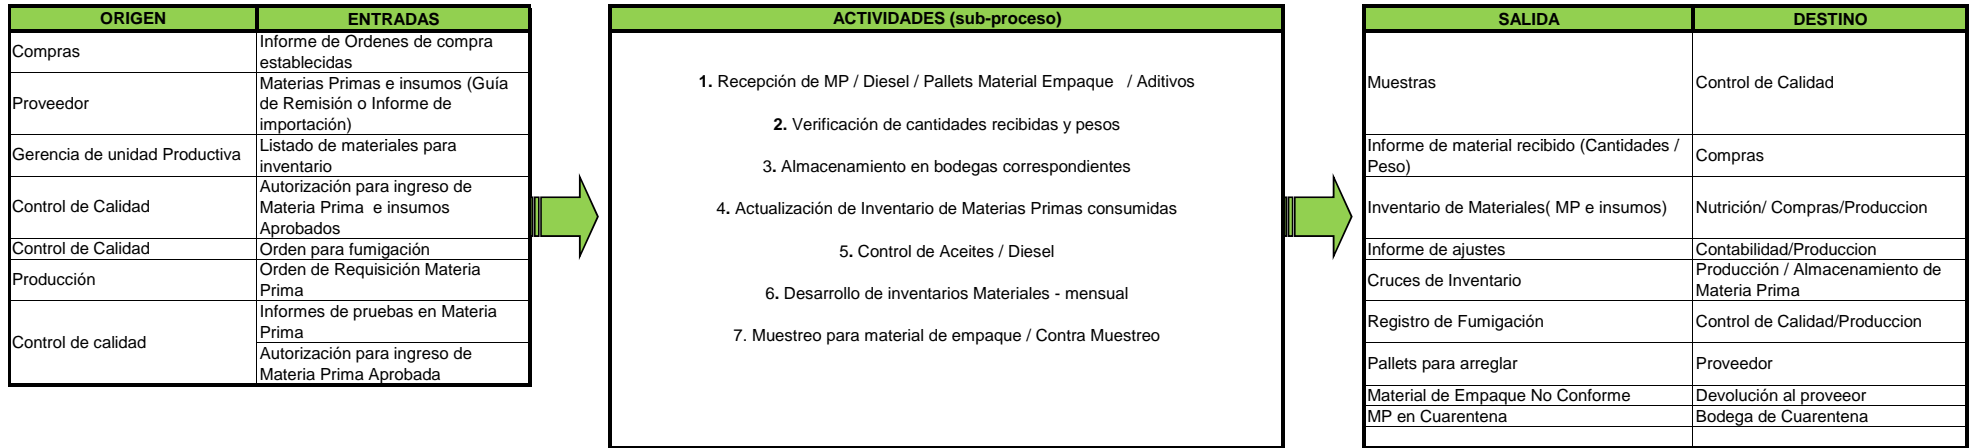 ORIGEN ENTRADAS
Compras
Informe de Ordenes de compra
establecidas
Proveedor
Materias Primas e insumos (Guía
de Remisión o Informe de
importación)
Gerencia de unidad Productiva
Listado de materiales para
inventario
Control de Calidad
Autorización para ingreso de
Materia Prima e insumos
Aprobados
Control de Calidad
Orden para fumigación
Producción
Orden de Requisición Materia
Prima
Control de calidad
Informes de pruebas en Materia
Prima
Autorización para ingreso de
Materia Prima Aprobada
ACTIVIDADES (sub-proceso)
1. Recepción de MP / Diesel / Pallets Material Empaque / Aditivos
2. Verificación de cantidades recibidas y pesos
3. Almacenamiento en bodegas correspondientes
4. Actualización de Inventario de Materias Primas consumidas
5. Control de Aceites / Diesel
6. Desarrollo de inventarios Materiales - mensual
7. Muestreo para material de empaque / Contra Muestreo
SALIDA DESTINO
Muestras
Control de Calidad
Informe de material recibido (Cantidades /
Peso)
Compras
Inventario de Materiales( MP e insumos)
Nutrición/ Compras/Produccion
Informe de ajustes
Contabilidad/Produccion
Cruces de Inventario
Producción / Almacenamiento de
Materia Prima
Registro de Fumigación
Control de Calidad/Produccion
Pallets para arreglar
Proveedor
Material de Empaque No Conforme
Devolución al proveeor
MP en Cuarentena
Bodega de Cuarentena